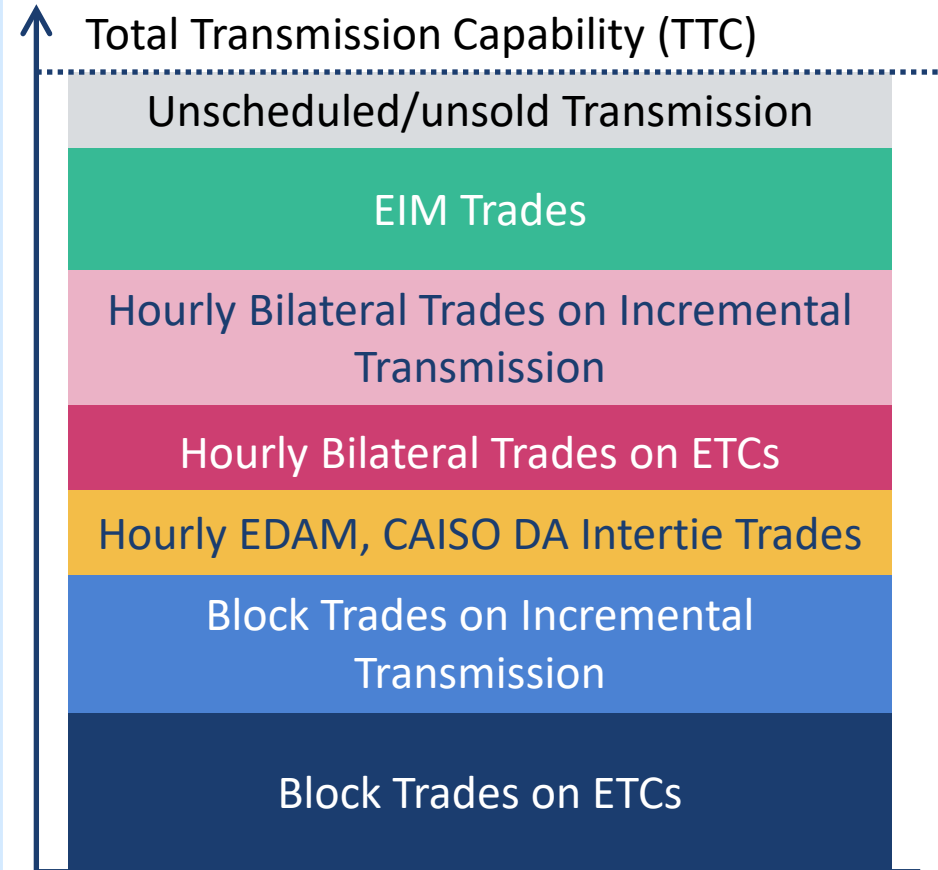 Total Transmission Capability (TTC)
Unscheduled/unsold Transmission
EIM Trades
Hourly Bilateral Trades on Incremental
Transmission
Hourly Bilateral Trades on ETCs
Hourly EDAM, CAISO DA Intertie Trades
Block Trades on Incremental
Transmission
Block Trades on ETCs